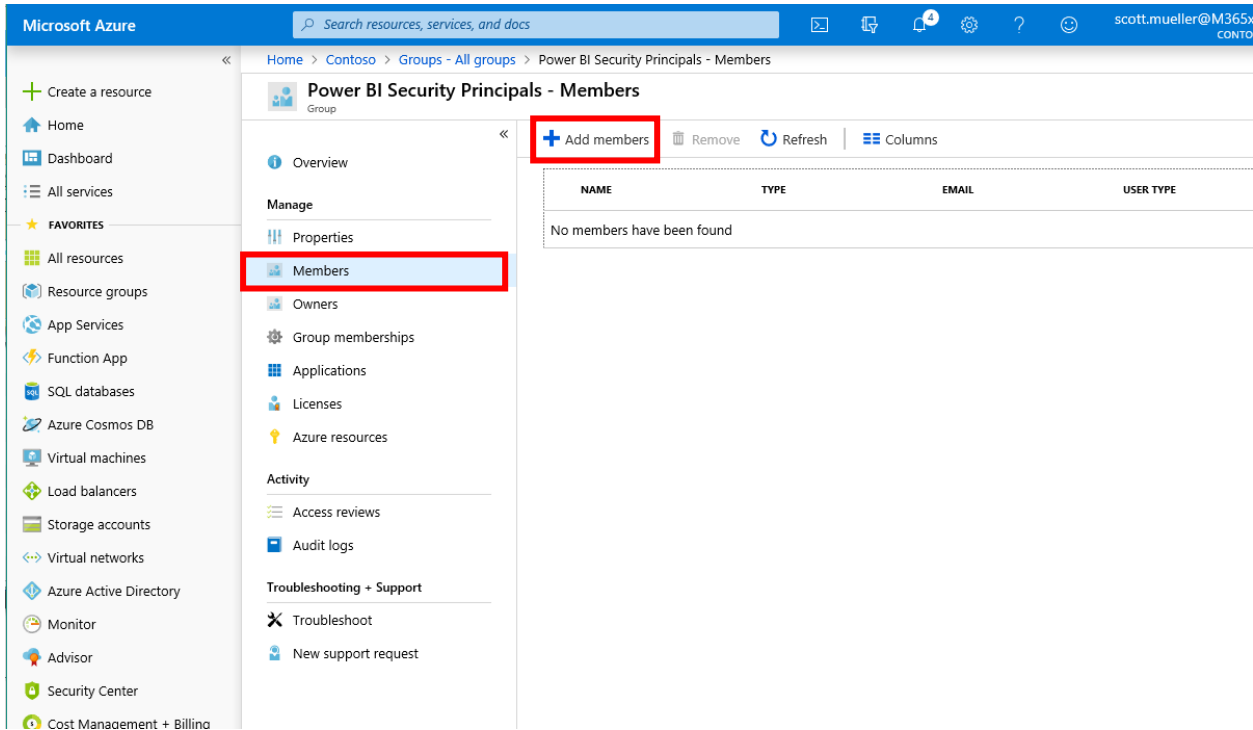 Microsoft Azure
Search resources, services, and docs
4
scott.mueller@M365x
CONTO
Home > Contoso > Groups - All groups > Power BI Security Principals - Members
Power BI Security Principals - Members
Group
Create a resource
Home
Dashboard
All services
FAVORITES
All resources
Resource groups
App Services
Function App
SQL databases
Azure Cosmos DB
Virtual machines
Load balancers
Storage accounts
Virtual networks
Azure Active Directory
Monitor
Advisor
Security Center
Cost Management + Billing
Overview
Manage
Properties
Members
Owners
Group memberships
Applications
Licenses
Azure resources
Activity
Access reviews
Audit logs
Troubleshooting + Support
Troubleshoot
New support request
Add members Remove Refresh Columns
NAME TYPE EMAIL USER TYPE
No members have been found